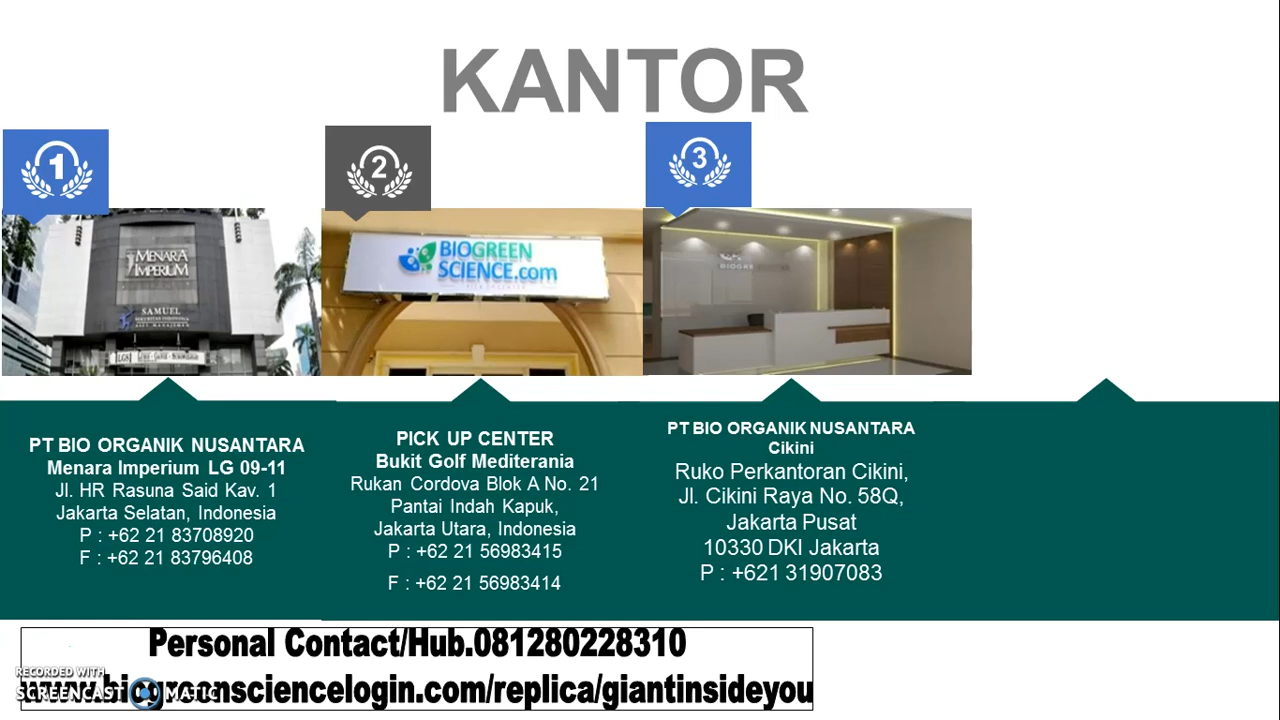 KANTOR
1
2
3
MENARA
IMPERIUM
SAMUEL
BIOGREEN
SCIENCE.com
PT BIO ORGANIK NUSANTARA
Menara Imperium LG 09-11
Jl. HR Rasuna Said Kav. 1
Jakarta Selatan, Indonesia
P : +62 21 83708920
F : +62 21 83796408
PICK UP CENTER
Bukit Golf Mediterania
Rukan Cordova Blok A No. 21
Pantai Indah Kapuk,
Jakarta Utara, Indonesia
P : +62 21 56983415
F : +62 21 56983414
PT BIO ORGANIK NUSANTARA
Cikini
Ruko Perkantoran Cikini,
Jl. Cikini Raya No. 58Q,
Jakarta Pusat
10330 DKI Jakarta
P : +621 31907083
Personal Contact/Hub.081280228310
www.biogreensciencelogin.com/replica/giantinsideyou
RECORDED WITH
SCREENCAST MATIC